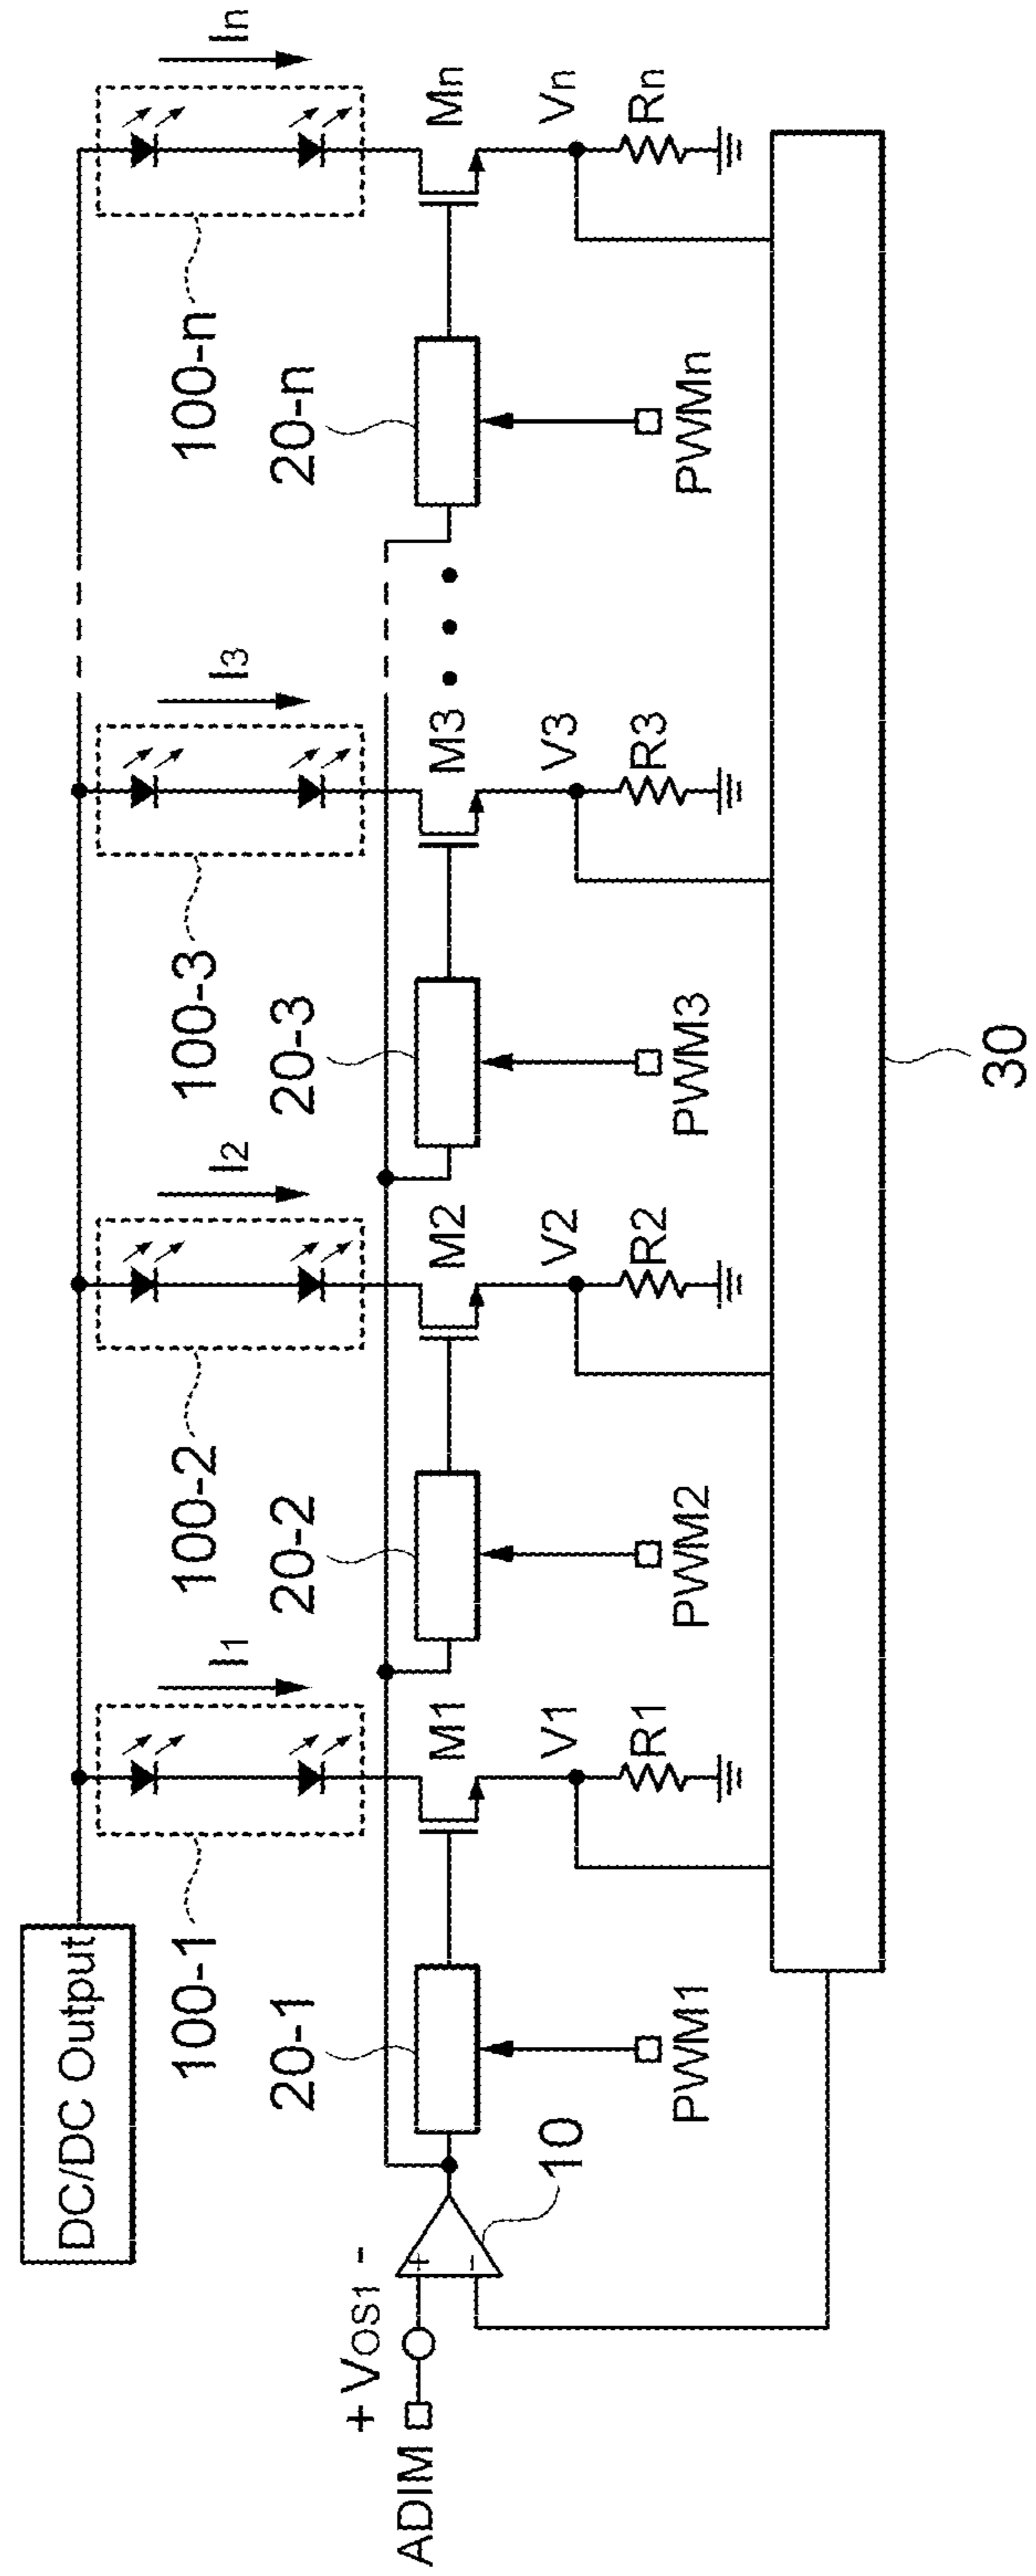 DC/DC Output
I1
I2
I3
In
100-1
100-2
100-3
100-n
20-1
20-2
20-3
20-n
+ VOS1 -
ADIM
+
-
10
M1
M2
M3
Mn
V1
V2
V3
Vn
PWM1
R1
PWM2
R2
PWM3
R3
PWMn
Rn
30